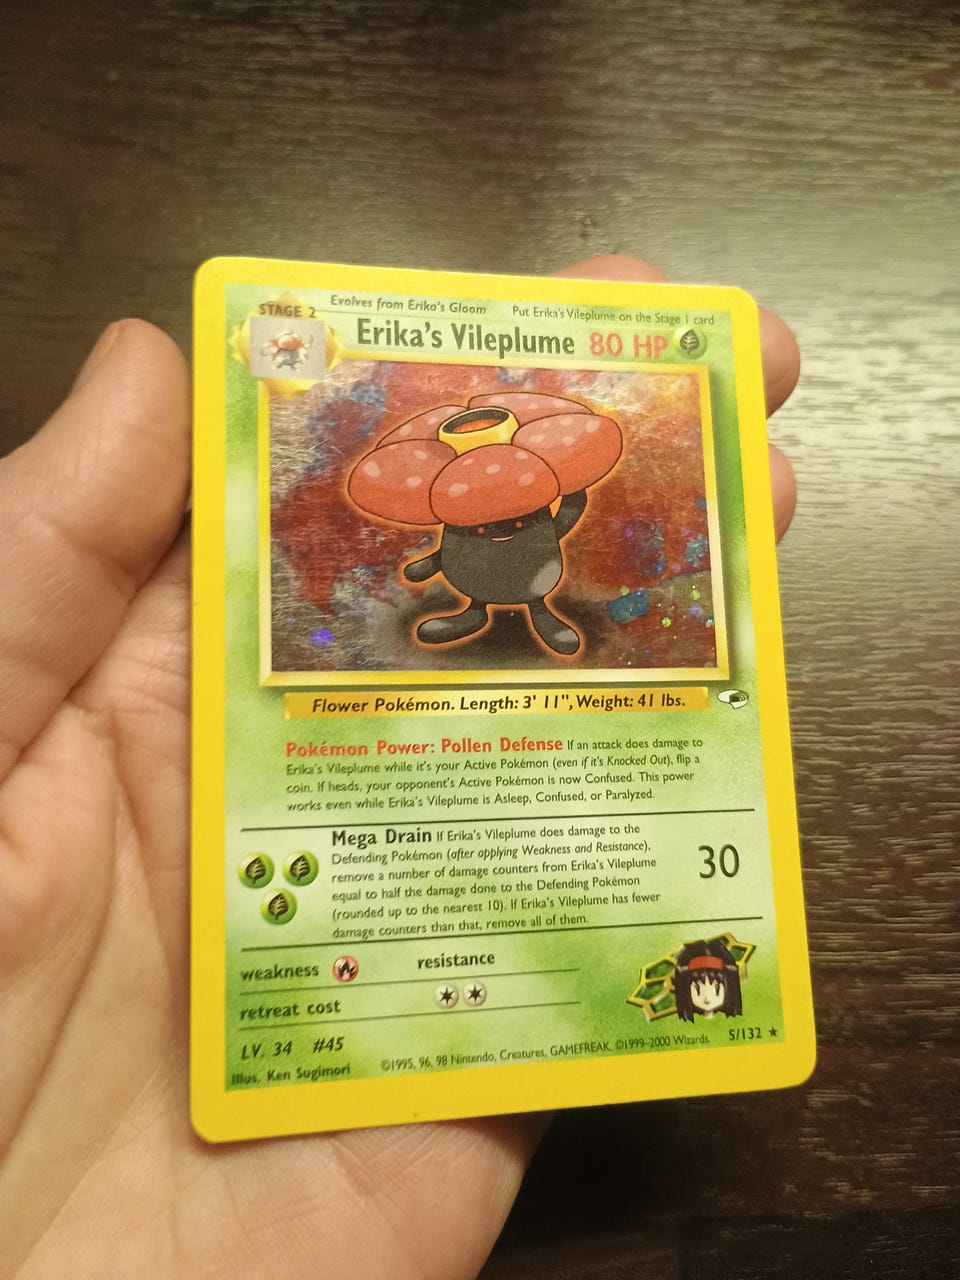 STAGE 2
Evolves from Erika's Gloom
Put Erika's Vileplume on the Stage 1 card
Erika's Vileplume 80 HP
Flower Pokémon. Length: 3' 11", Weight: 41 lbs.
Pokémon Power: Pollen Defense If an attack does damage to
Erika's Vileplume while it's your Active Pokémon (even if it's Knocked Out), flip a
coin. If heads, your opponent's Active Pokémon is now Confused. This power
works even while Erika's Vileplume is Asleep, Confused, or Paralyzed.
Mega Drain If Erika's Vileplume does damage to the
Defending Pokémon (after applying Weakness and Resistance),
remove a number of damage counters from Erika's Vileplume
equal to half the damage done to the Defending Pokémon
(rounded up to the nearest 10). If Erika's Vileplume has fewer
damage counters than that, remove all of them.
30
weakness
resistance
retreat cost
LV. 34 #45
Illus. Ken Sugimori
©1995, 96, 98 Nintendo, Creatures, GAMEFREAK. ©1999-2000 Wizards.
5/132 ★